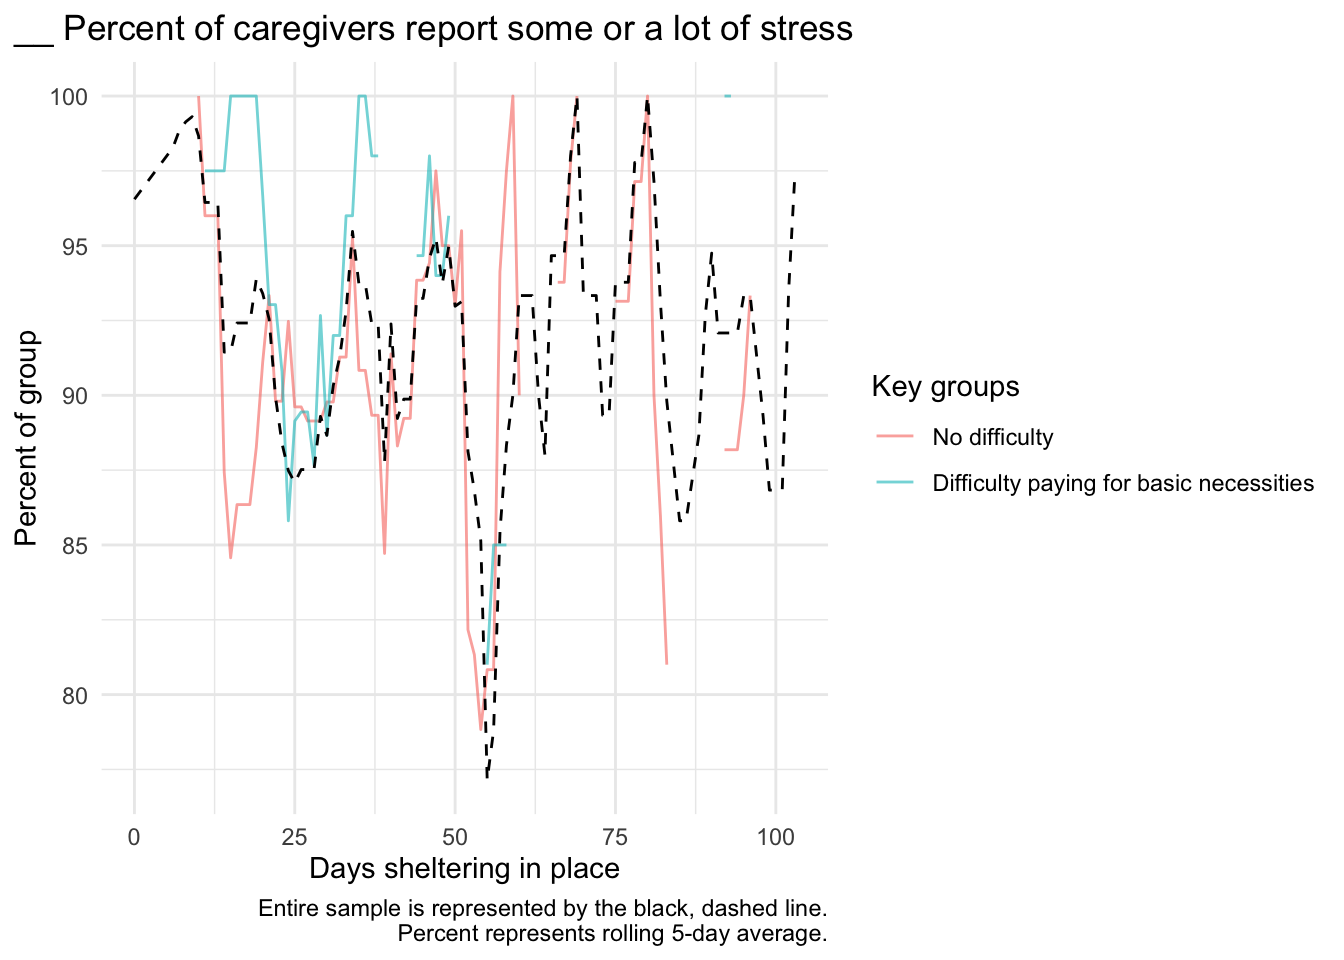 __ Percent of caregivers report some or a lot of stress
Percent of group
100
95
90
85
80
0 25 50 75 100
Days sheltering in place
Key groups
No difficulty
Difficulty paying for basic necessities
Entire sample is represented by the black, dashed line.
Percent represents rolling 5-day average.